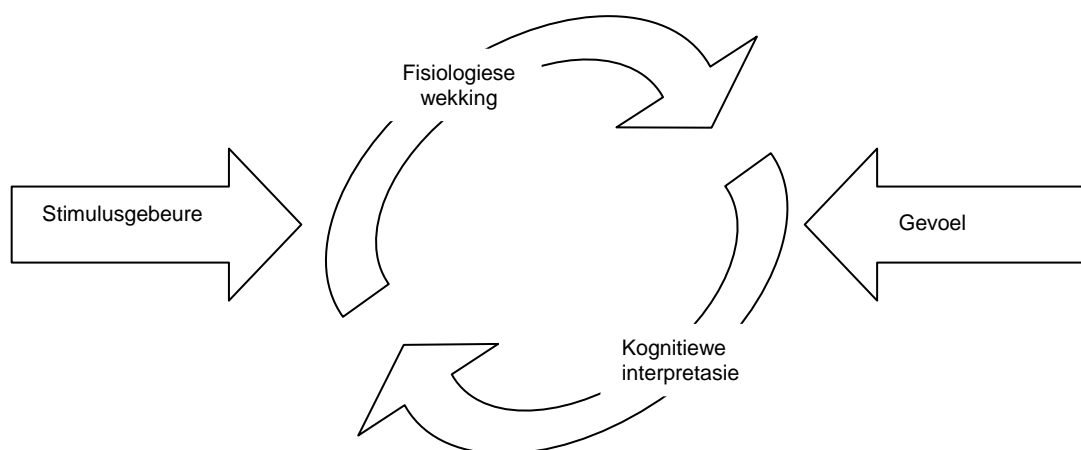 Fisiologiese
wekking
Stimulusgebeure
Gevoel
Kognitiewe
interpretasie